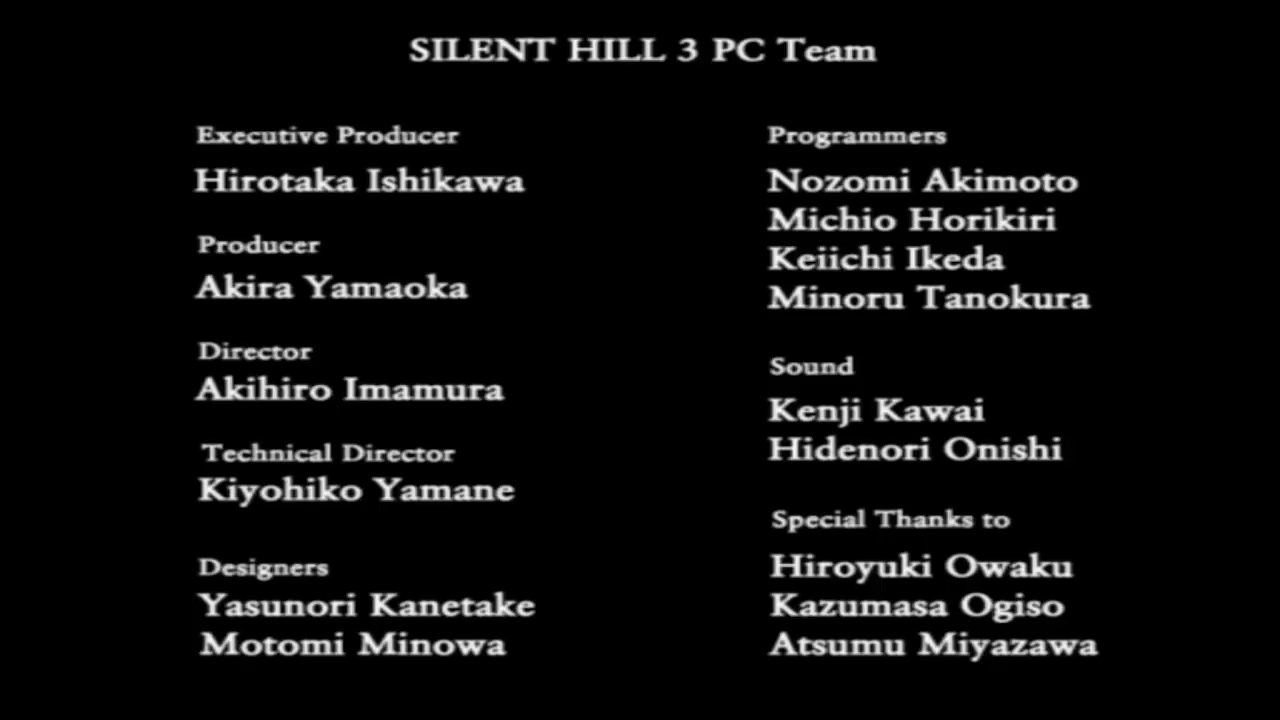 SILENT HILL 3 PC Team
Executive Producer
Hirotaka Ishikawa
Producer
Akira Yamaoka
Director
Akihiro Imamura
Technical Director
Kiyohiko Yamane
Designers
Yasunori Kanetake
Motomi Minowa
Programmers
Nozomi Akimoto
Michio Horikiri
Keiichi Ikeda
Minoru Tanokura
Sound
Kenji Kawai
Hidenori Onishi
Special Thanks to
Hiroyuki Owaku
Kazumasa Ogiso
Atsumu Miyazawa